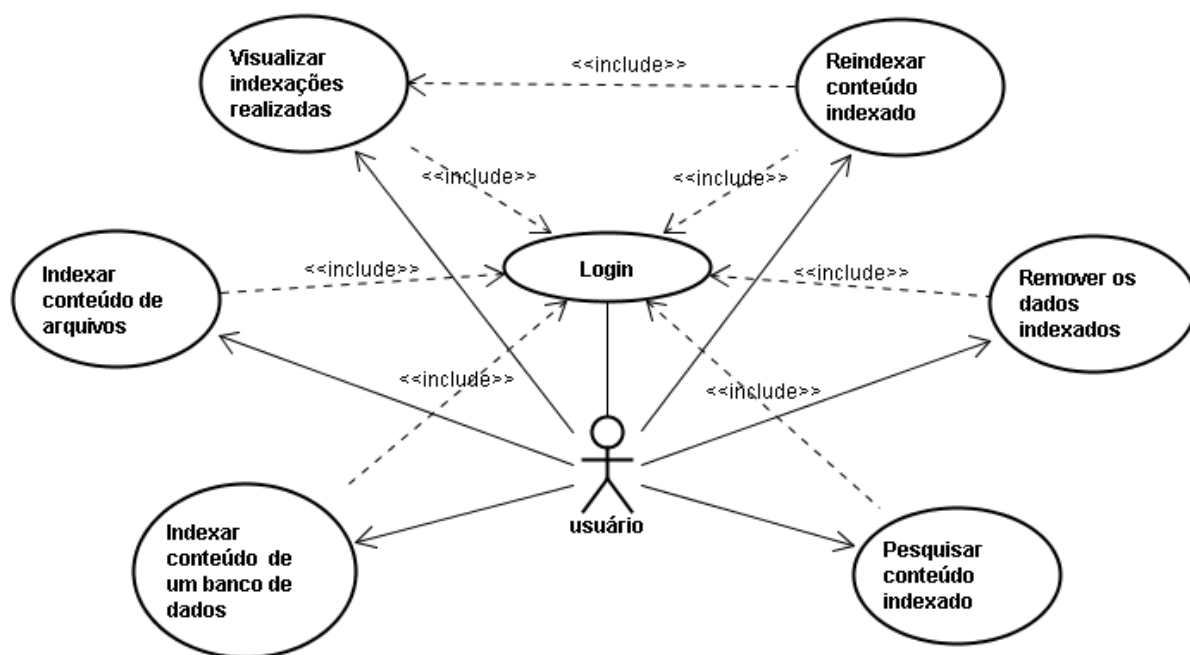 Visualizar
indexações
realizadas
<<include>>
Reindexar
conteúdo
indexado
<<include>>
<<include>>
Indexar
conteúdo de
arquivos
<<include>>
Login
<<include>>
Remover os
dados
indexados
<<include>>
<<include>>
Indexar
conteúdo de
um banco de
dados
usuário
Pesquisar
conteúdo
indexado